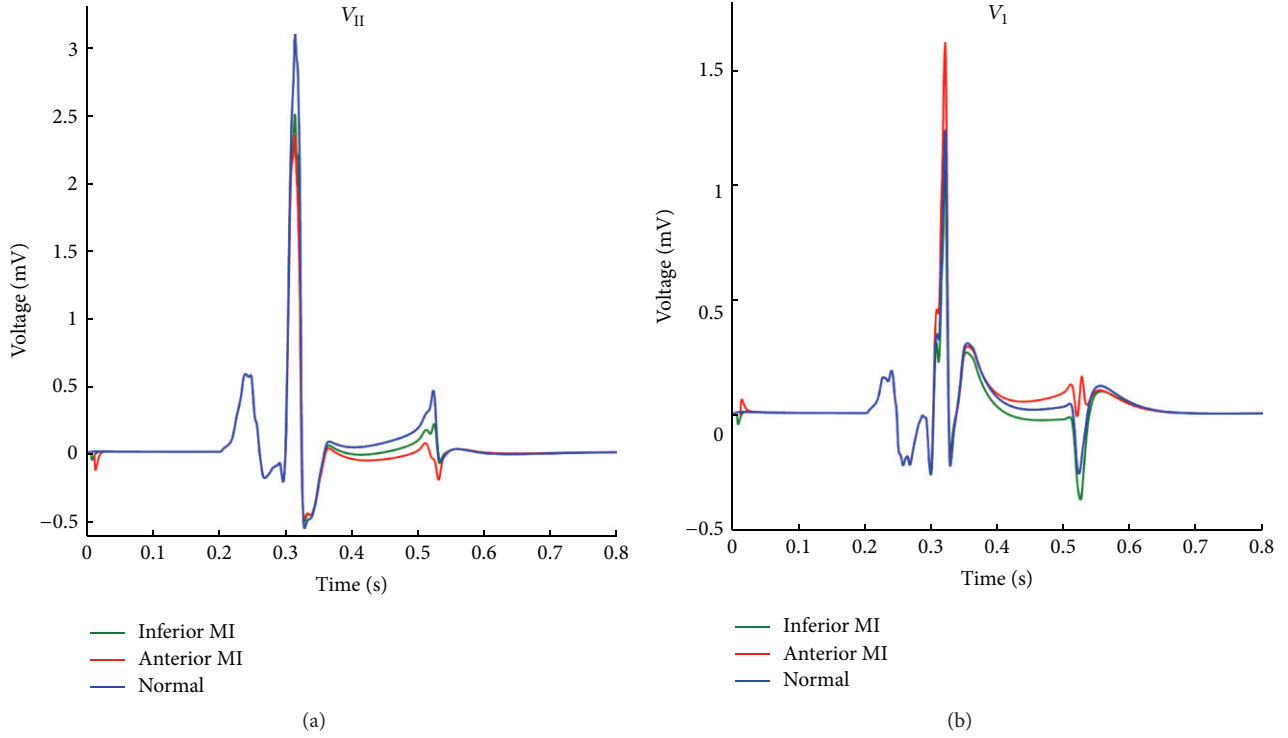 V_II
3
2.5
2
1.5
1
0.5
0
−0.5
Voltage (mV)
0 0.1 0.2 0.3 0.4 0.5 0.6 0.7 0.8
Time (s)
Inferior MI
Anterior MI
Normal
(a)
V_1
1.5
1
0.5
0
−0.5
Voltage (mV)
0 0.1 0.2 0.3 0.4 0.5 0.6 0.7 0.8
Time (s)
Inferior MI
Anterior MI
Normal
(b)